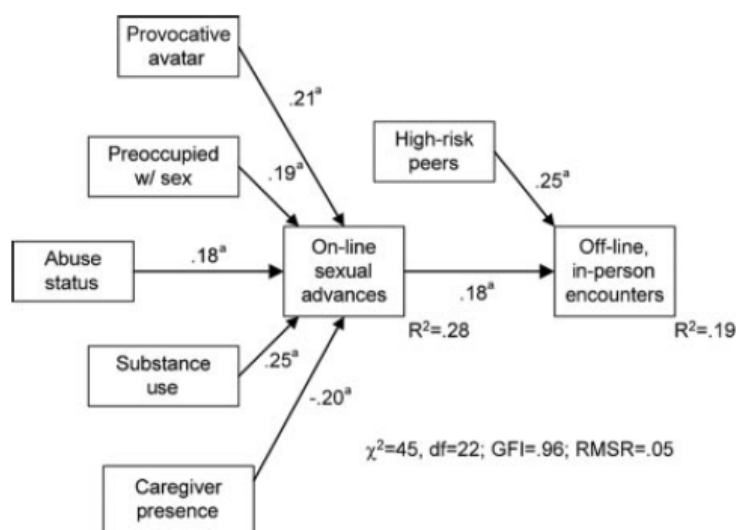 Provocative
avatar
.21ᵃ
Preoccupied
w/ sex
.19ᵃ
High-risk
peers
.25ᵃ
Abuse
status
.18ᵃ
On-line
sexual
advances
R²=.28
.18ᵃ
Off-line,
in-person
encounters
R²=.19
Substance
use
.25ᵃ
-.20ᵃ
Caregiver
presence
χ²=45, df=22; GFI=.96; RMSR=.05